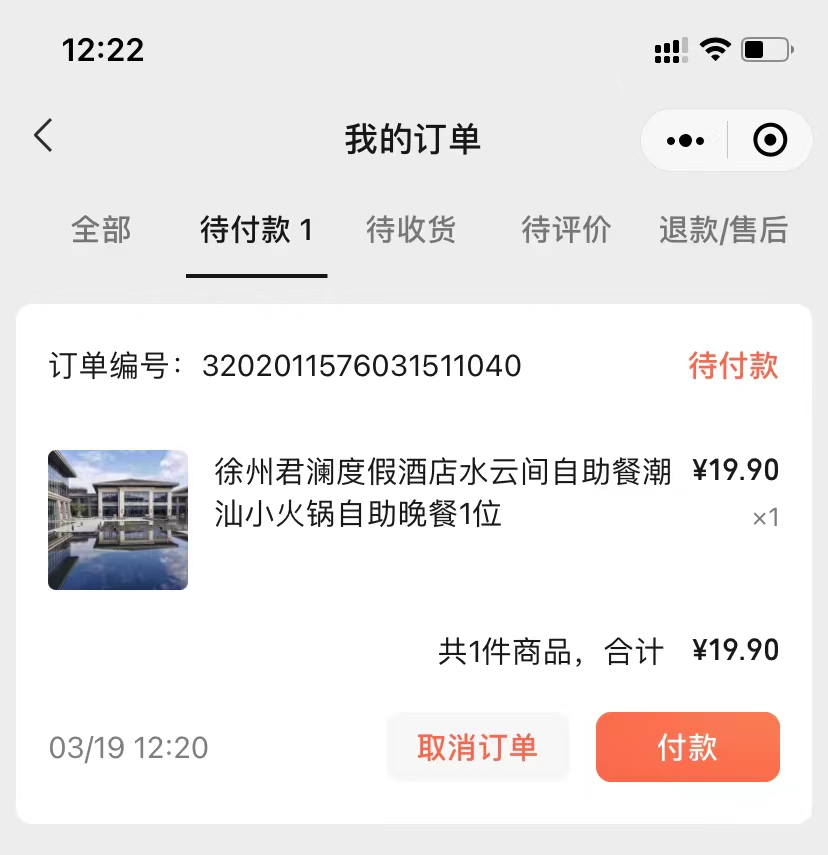 12:22
我的订单
全部 待付款 1 待收货 待评价 退款/售后
订单编号：3202011576031511040 待付款
徐州君澜度假酒店水云间自助餐潮 ¥19.90
汕小火锅自助晚餐1位 ×1
共1件商品，合计 ¥19.90
03/19 12:20 取消订单 付款